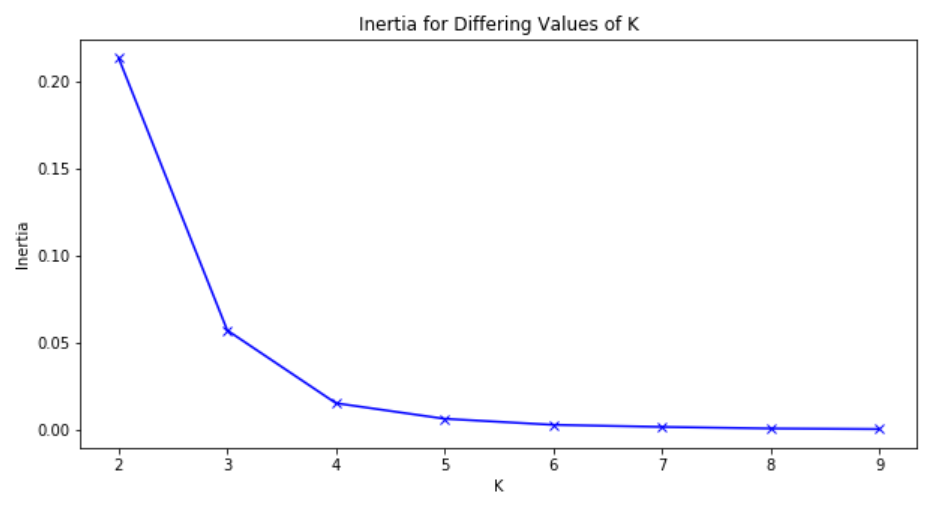 Inertia for Differing Values of K
0.20
0.15
0.10
0.05
0.00
Inertia
2 3 4 5 6 7 8 9
K